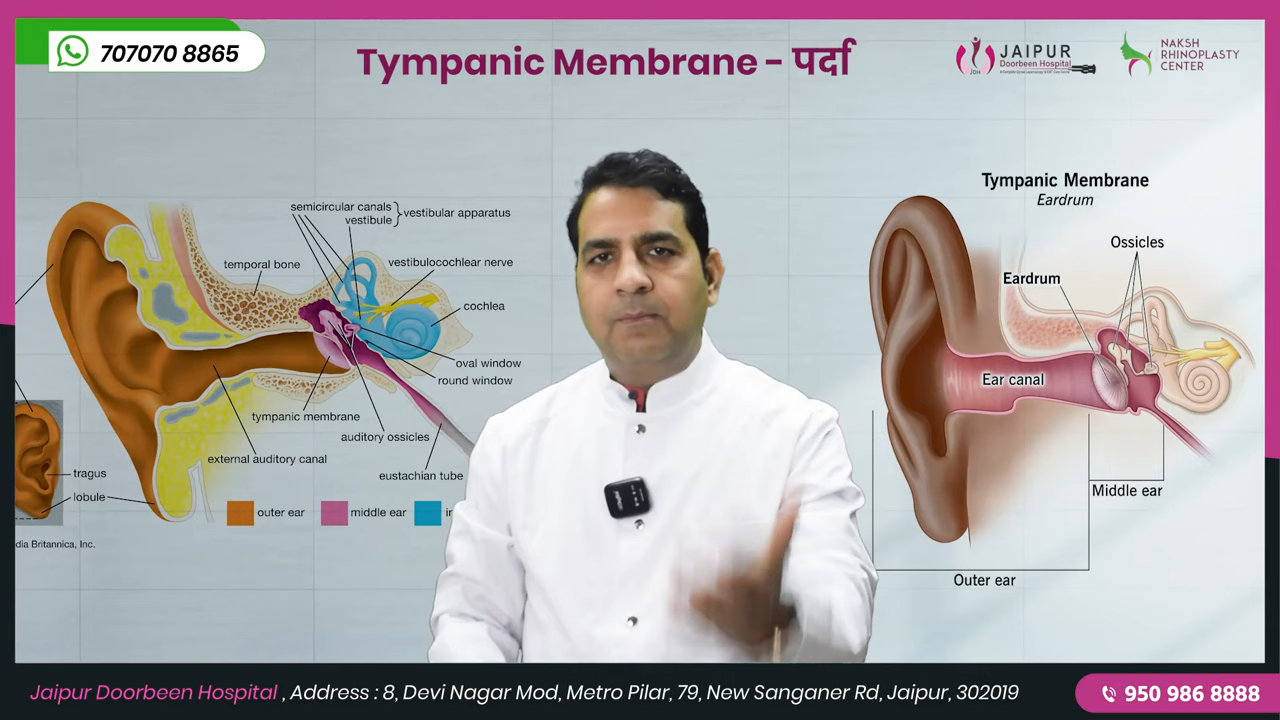 707070 8865
Tympanic Membrane - पर्दा
JAIPUR
Doorbeen Hospital
JDH
NAKSH
RHINOPLASTY
CENTER
semicircular canals
vestibule
vestibular apparatus
temporal bone
vestibulocochlear nerve
cochlea
oval window
round window
tympanic membrane
auditory ossicles
external auditory canal
eustachian tube
tragus
lobule
outer ear
middle ear
dia Britannica, Inc.
Tympanic Membrane
Eardrum
Ossicles
Eardrum
Ear canal
Middle ear
Outer ear
Jaipur Doorbeen Hospital , Address : 8, Devi Nagar Mod, Metro Pilar, 79, New Sanganer Rd, Jaipur, 302019
950 986 8888